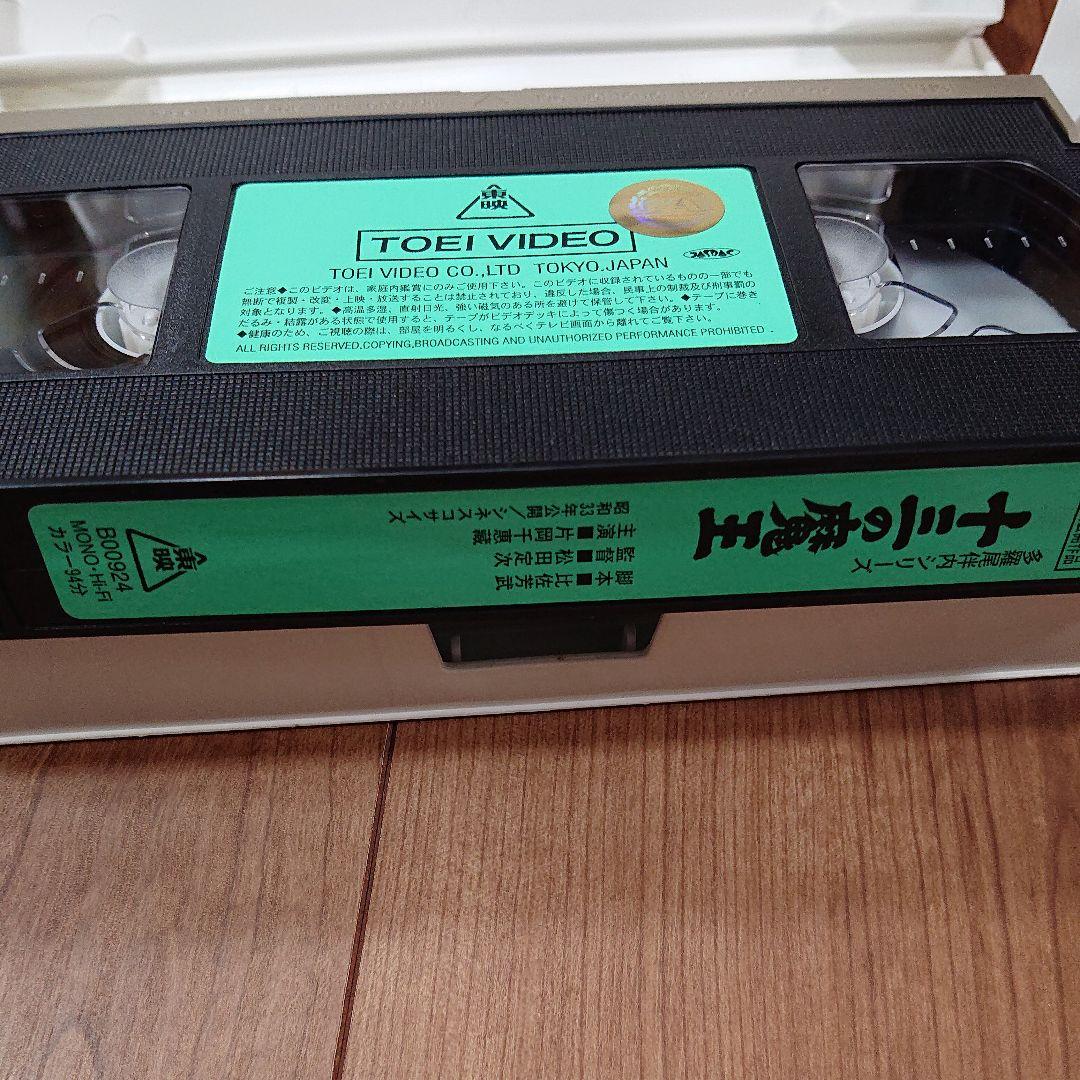 東映
TOEI VIDEO
JASRAC
TOEI VIDEO CO.,LTD TOKYO.JAPAN
ご注意◆このビデオは、家庭内鑑賞にのみご使用下さい。このビデオに収録されているものの一部でも
無断で複製・改変・上映・放送することは禁止されており、違反した場合、民事上の制裁及び刑事罰の
対象となります。◆高温多湿、直射日光、強い磁気のある所を避けて保管して下さい。◆テープに巻き
だるみ・結露がある状態で使用すると、テープがビデオデッキによって傷つく場合があります。
◆健康のため、ご視聴の際は、部屋を明るくし、なるべくテレビ画面から離れてご覧下さい。
ALL RIGHTS RESERVED,COPYING,BROADCASTING AND UNAUTHORIZED PERFORMANCE PROHIBITED.
多羅尾伴内シリーズ
十三の魔王
脚本■比佐芳武
監督■松田定次
主演■片岡千恵蔵
昭和33年公開／シネスコサイズ
東映
B00924
MONO・Hi-Fi
カラー94分